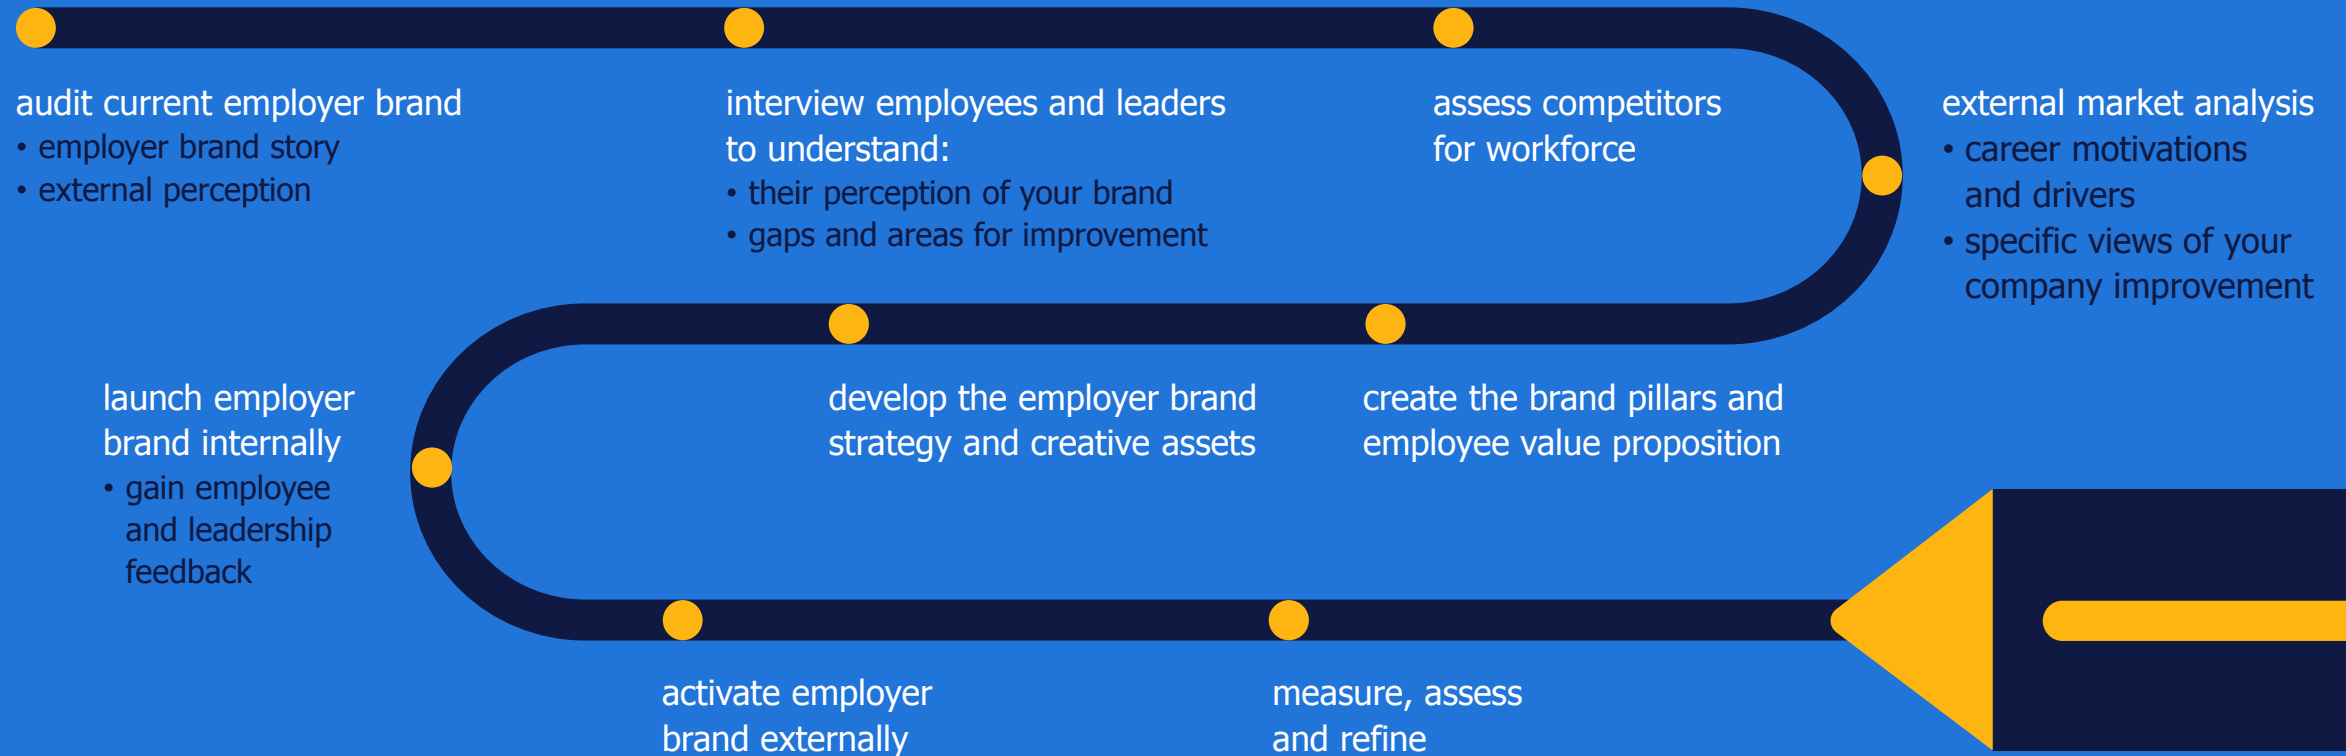 audit current employer brand
• employer brand story
• external perception
interview employees and leaders
to understand:
• their perception of your brand
• gaps and areas for improvement
assess competitors
for workforce
external market analysis
• career motivations
and drivers
• specific views of your
company improvement
create the brand pillars and
employee value proposition
develop the employer brand
strategy and creative assets
launch employer
brand internally
• gain employee
and leadership
feedback
activate employer
brand externally
measure, assess
and refine